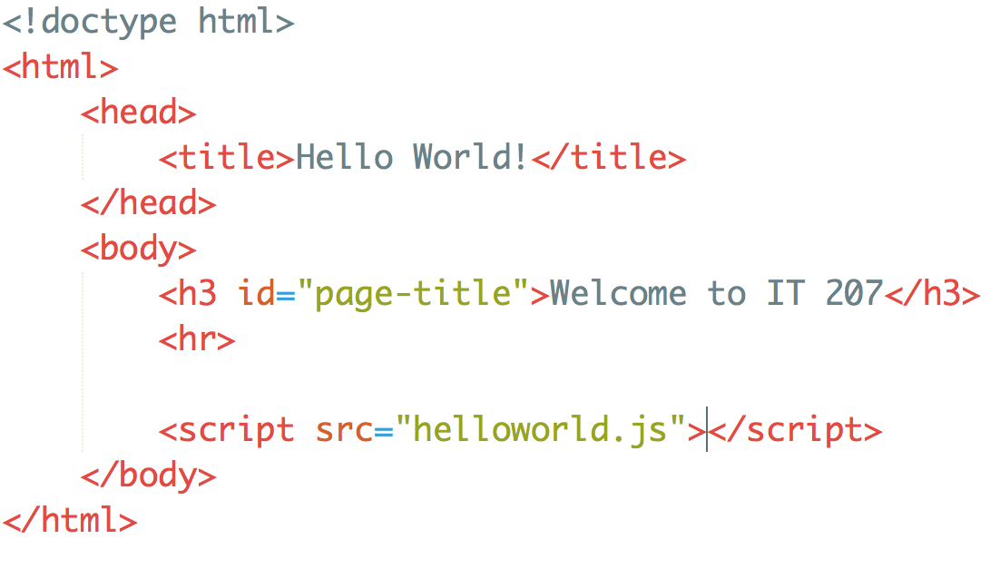 <!doctype html>
<html>
    <head>
        <title>Hello World!</title>
    </head>
    <body>
        <h3 id="page-title">Welcome to IT 207</h3>
        <hr>

        <script src="helloworld.js"></script>
    </body>
</html>